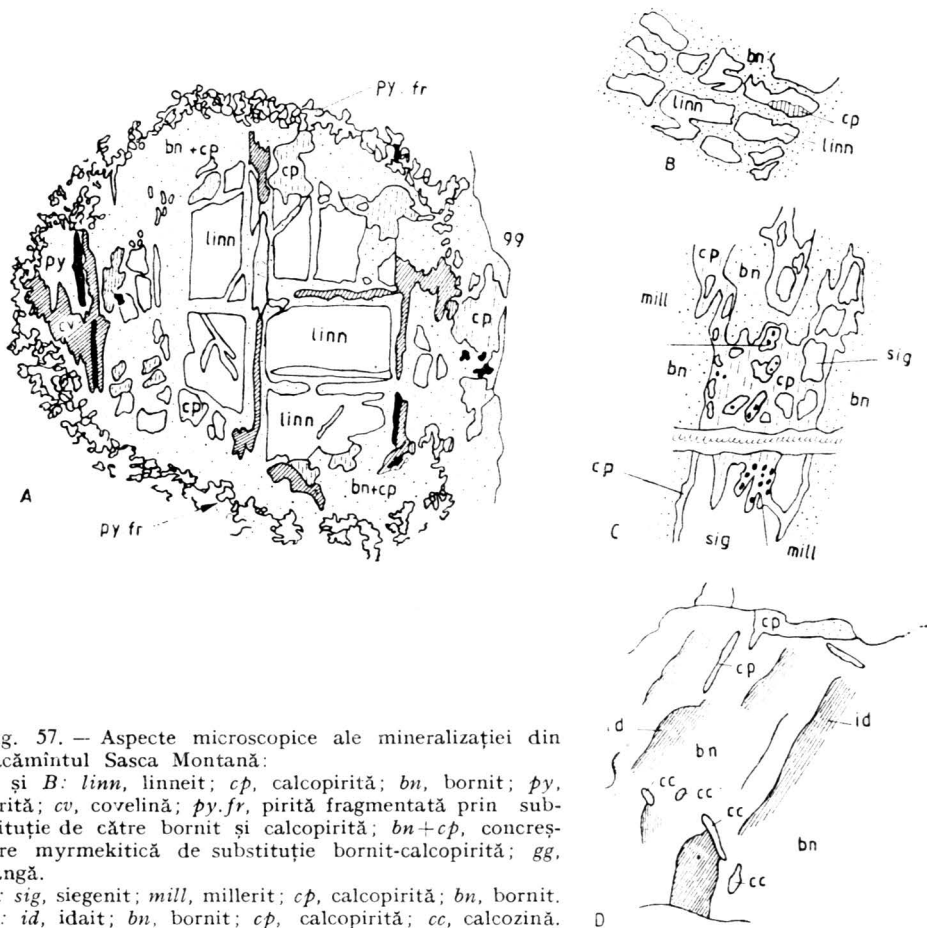 py. fr
bn +cp
cp
linn
gg
py
cv
linn
cp
cp
linn
bn+cp
A
py fr
bn
linn
cp
linn
B
cp
bn
mill
sig
bn
cp
bn
cp
C
sig
mill
cp
cp
id
id
bn
cc
cc
cc
bn
cc
D
g. 57. — Aspecte microscopice ale mineralizației din
căcămîntul Sasca Montană:
și B: linn, linneit; cp, calcopirită; bn, bornit; py,
rită; cv, covelină; py.fr, pirită fragmentată prin sub-
tituție de către bornit și calcopirită; bn+cp, concreș-
re myrmekitică de substituție bornit-calcopirită; gg,
ngă.
: sig, siegenit; mill, millerit; cp, calcopirită; bn, bornit.
: id, idait; bn, bornit; cp, calcopirită; cc, calcozină.